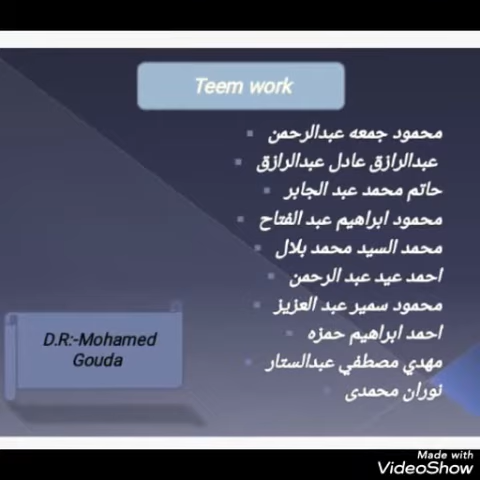 Teem work
محمود جمعه عبدالرحمن
عبدالرازق عادل عبدالرازق
حاتم محمد عبد الجابر
محمود ابراهيم عبد الفتاح
محمد السيد محمد بلال
احمد عيد عبد الرحمن
محمود سمير عبد العزيز
احمد ابراهيم حمزه
مهدي مصطفي عبدالستار
نوران محمدى
D.R:-Mohamed
Gouda
Made with
VideoShow